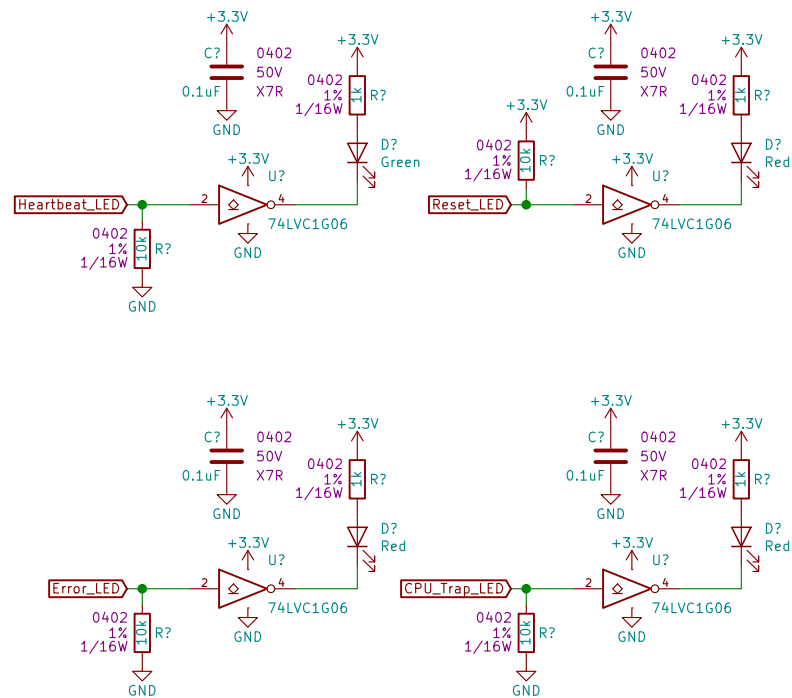 +3.3V
C?
0.1uF
0402
50V
X7R
GND
+3.3V
0402
1%
1/16W
1k
R?
D?
Green
+3.3V
U?
2
4
74LVC1G06
GND
Heartbeat_LED
0402
1%
1/16W
10k
R?
GND
+3.3V
C?
0.1uF
0402
50V
X7R
GND
+3.3V
0402
1%
1/16W
1k
R?
D?
Red
+3.3V
0402
1%
1/16W
10k
R?
+3.3V
U?
2
4
74LVC1G06
GND
Reset_LED
+3.3V
C?
0.1uF
0402
50V
X7R
GND
+3.3V
0402
1%
1/16W
1k
R?
D?
Red
+3.3V
U?
2
4
74LVC1G06
GND
Error_LED
0402
1%
1/16W
10k
R?
GND
+3.3V
C?
0.1uF
0402
50V
X7R
GND
+3.3V
0402
1%
1/16W
1k
R?
D?
Red
+3.3V
U?
2
4
74LVC1G06
GND
CPU_Trap_LED
0402
1%
1/16W
10k
R?
GND